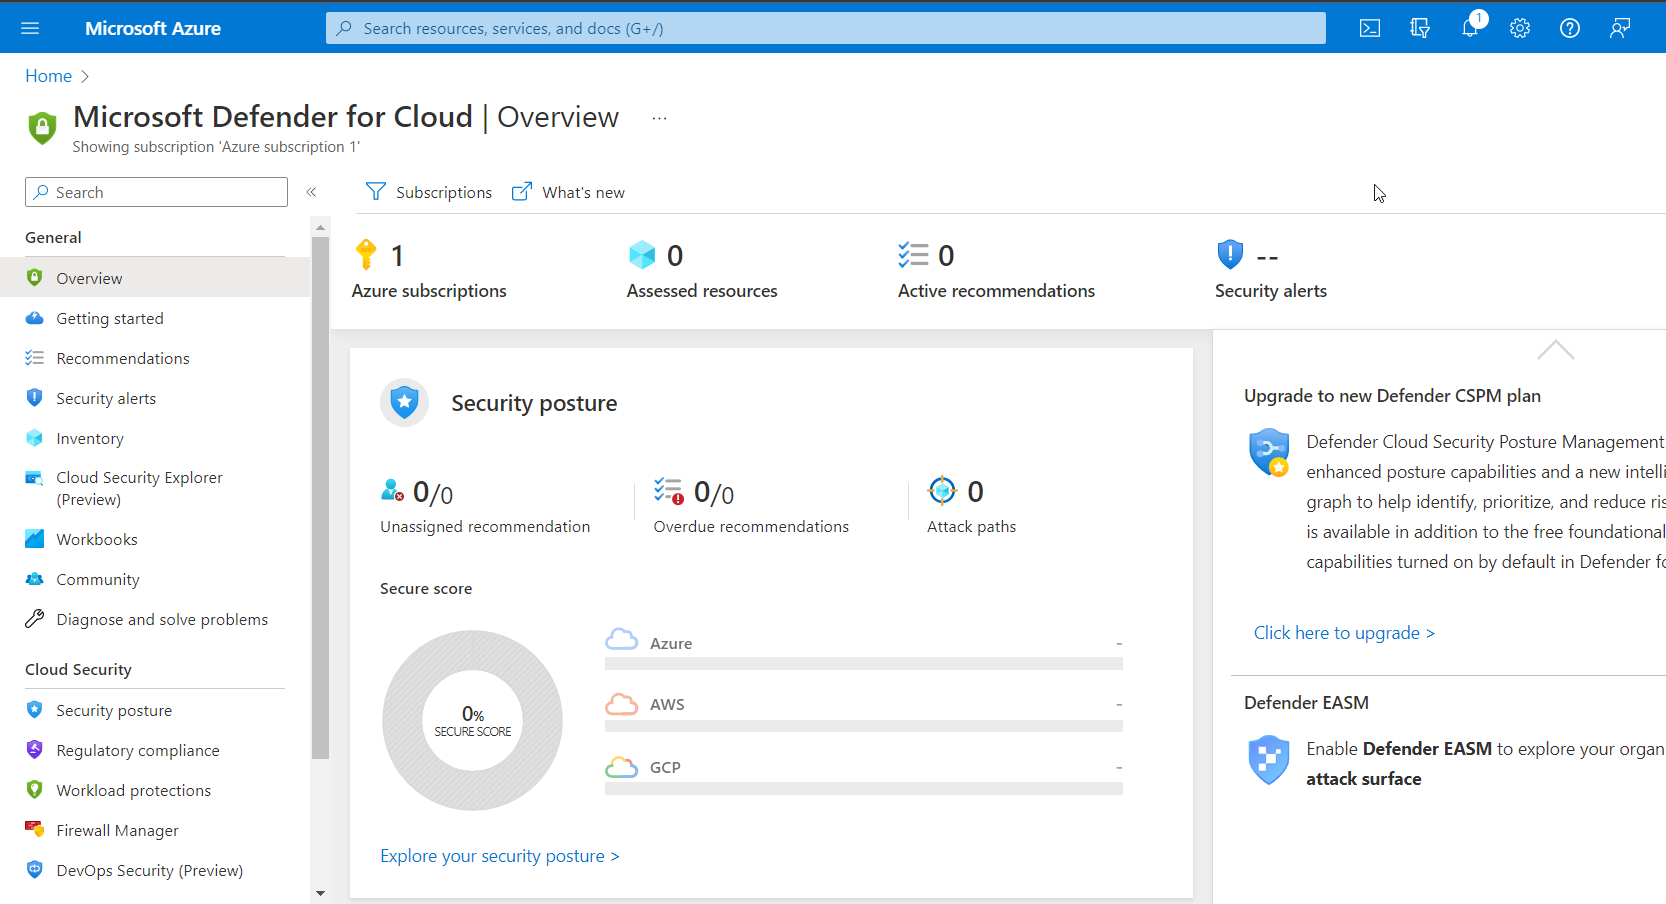 Microsoft Azure
Search resources, services, and docs (G+/)
1
Home >
Microsoft Defender for Cloud | Overview ...
Showing subscription 'Azure subscription 1'
Search
«
Subscriptions
What's new
General
Overview
Getting started
Recommendations
Security alerts
Inventory
Cloud Security Explorer
(Preview)
Workbooks
Community
Diagnose and solve problems
Cloud Security
Security posture
Regulatory compliance
Workload protections
Firewall Manager
DevOps Security (Preview)
1
Azure subscriptions
0
Assessed resources
0
Active recommendations
--
Security alerts
Security posture
0/0
Unassigned recommendation
0/0
Overdue recommendations
0
Attack paths
Secure score
0%
SECURE SCORE
Azure -
AWS -
GCP -
Explore your security posture >
Upgrade to new Defender CSPM plan
Defender Cloud Security Posture Management
enhanced posture capabilities and a new intelli
graph to help identify, prioritize, and reduce ris
is available in addition to the free foundational
capabilities turned on by default in Defender fo
Click here to upgrade >
Defender EASM
Enable Defender EASM to explore your organ
attack surface